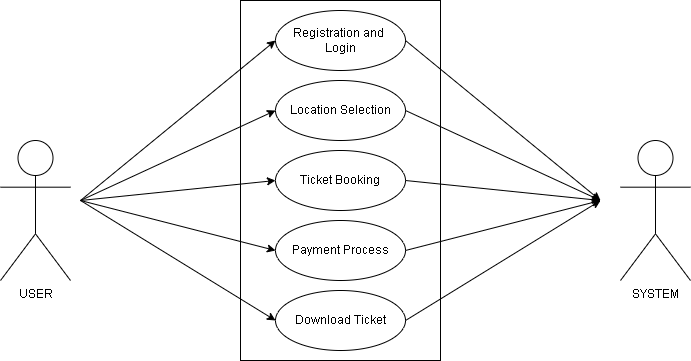 Registration and
Login
Location Selection
Ticket Booking
Payment Process
Download Ticket
USER
SYSTEM